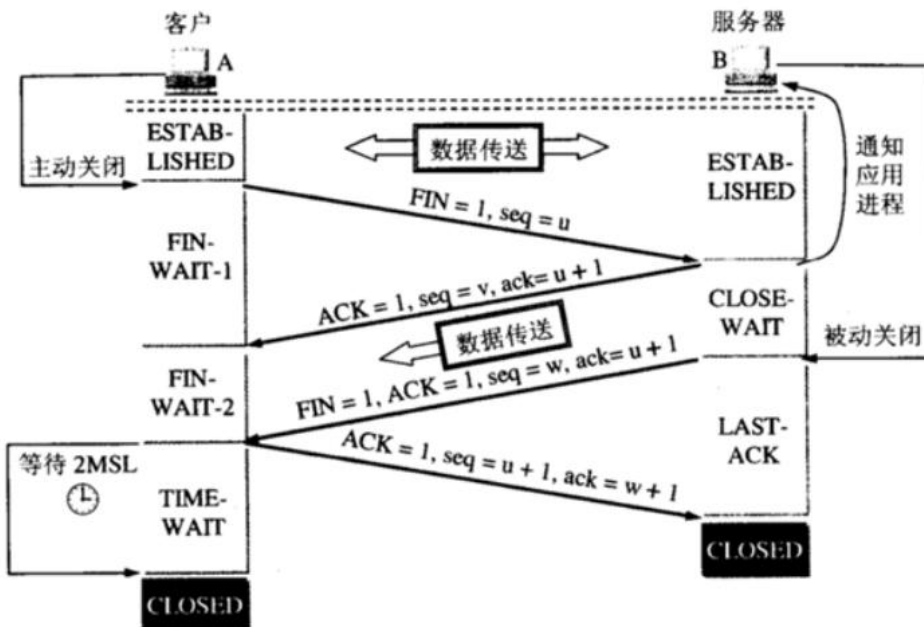 客户
服务器
A
B
ESTAB-
LISHED
数据传送
主动关闭
ESTAB-
LISHED
通知
应用
进程
FIN = 1, seq = u
FIN-
WAIT-1
ACK = 1, seq = v, ack= u + 1
CLOSE-
WAIT
数据传送
被动关闭
FIN-
WAIT-2
FIN = 1, ACK = 1, seq = w, ack= u + 1
LAST-
ACK
等待 2MSL
ACK = 1, seq = u + 1, ack = w + 1
TIME-
WAIT
CLOSED
CLOSED